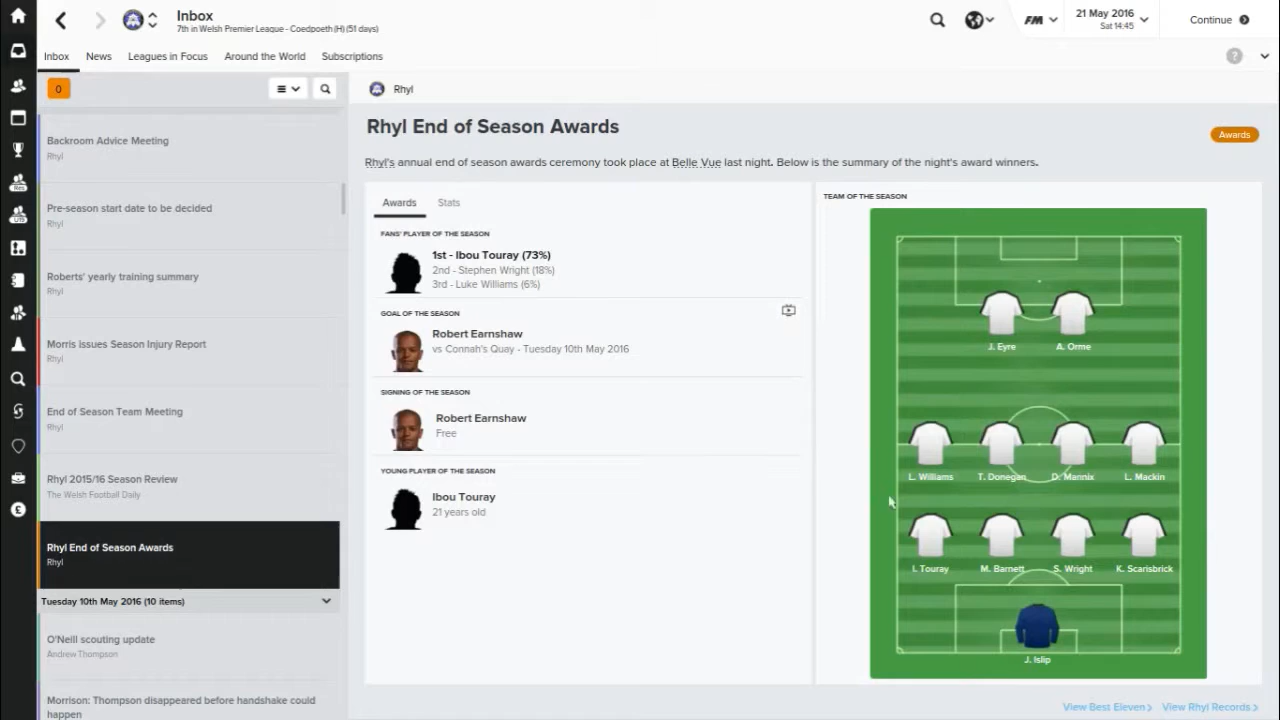 Inbox
7th in Welsh Premier League - Coedpoeth (H) (51 days)
FM
21 May 2016
Sat 14:45
Continue
Inbox
News
Leagues in Focus
Around the World
Subscriptions
?
0
Rhyl
Backroom Advice Meeting
Rhyl
Pre-season start date to be decided
Rhyl
Roberts' yearly training summary
Rhyl
Morris issues Season Injury Report
Rhyl
End of Season Team Meeting
Rhyl
Rhyl 2015/16 Season Review
The Welsh Football Daily
Rhyl End of Season Awards
Rhyl
Tuesday 10th May 2016 (10 items)
O'Neill scouting update
Andrew Thompson
Morrison: Thompson disappeared before handshake could
happen
Rhyl End of Season Awards
Awards
Rhyl's annual end of season awards ceremony took place at Belle Vue last night. Below is the summary of the night's award winners.
Awards
Stats
FANS' PLAYER OF THE SEASON
1st - Ibou Touray (73%)
2nd - Stephen Wright (18%)
3rd - Luke Williams (6%)
GOAL OF THE SEASON
Robert Earnshaw
vs Connah's Quay - Tuesday 10th May 2016
SIGNING OF THE SEASON
Robert Earnshaw
Free
YOUNG PLAYER OF THE SEASON
Ibou Touray
21 years old
TEAM OF THE SEASON
J. Eyre
A. Orme
L. Williams
T. Donegan
D. Mannix
L. Mackin
I. Touray
M. Barnett
S. Wright
K. Scarisbrick
J. Islip
View Best Eleven >
View Rhyl Records >